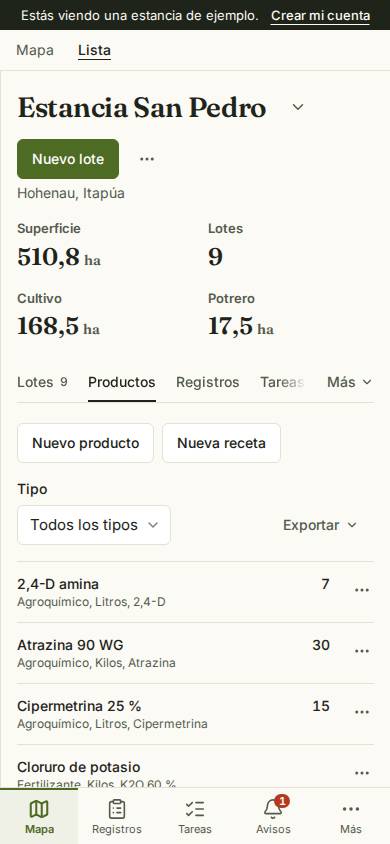 Estás viendo una estancia de ejemplo. Crear mi cuenta
Mapa Lista
Estancia San Pedro
Nuevo lote
Hohenau, Itapúa
Superficie Lotes
510,8 ha 9
Cultivo Potrero
168,5 ha 17,5 ha
Lotes 9 Productos Registros Tareas Más
Nuevo producto Nueva receta
Tipo
Todos los tipos Exportar
2,4-D amina 7
Agroquímico, Litros, 2,4-D
Atrazina 90 WG 30
Agroquímico, Kilos, Atrazina
Cipermetrina 25 % 15
Agroquímico, Litros, Cipermetrina
Cloruro de potasio
Fertilizante, Kilos, K2O 60 %
1
Mapa Registros Tareas Avisos Más